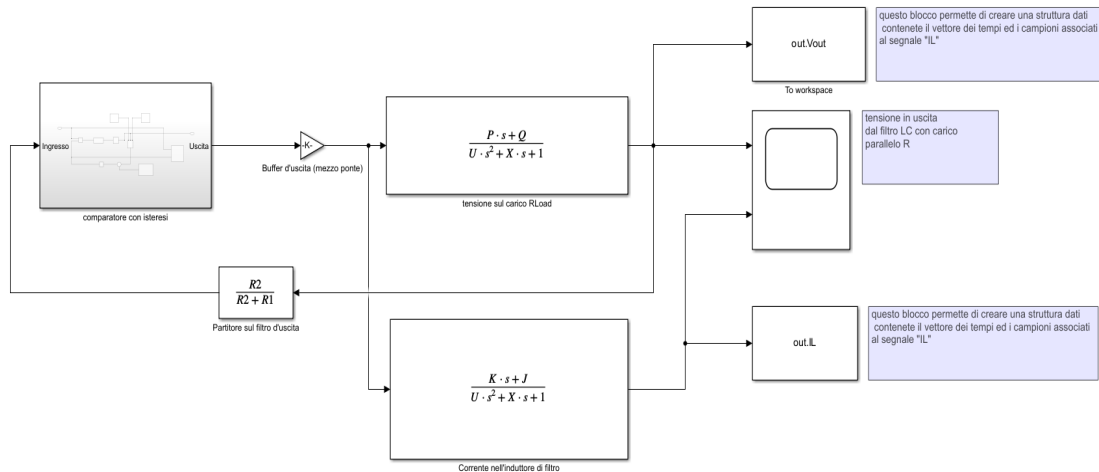 questo blocco permette di creare una struttura dati
contenete il vettore dei tempi ed i campioni associati
al segnale "IL"
out.Vout
To workspace
tensione in uscita
dal filtro LC con carico
parallelo R
Ingresso
Uscita
comparatore con isteresi
-K-
Buffer d'uscita (mezzo ponte)
P · s + Q
U · s² + X · s + 1
tensione sul carico RLoad
R2
R2 + R1
Partitore sul filtro d'uscita
K · s + J
U · s² + X · s + 1
Corrente nell'induttore di filtro
out.IL
questo blocco permette di creare una struttura dati
contenete il vettore dei tempi ed i campioni associati
al segnale "IL"